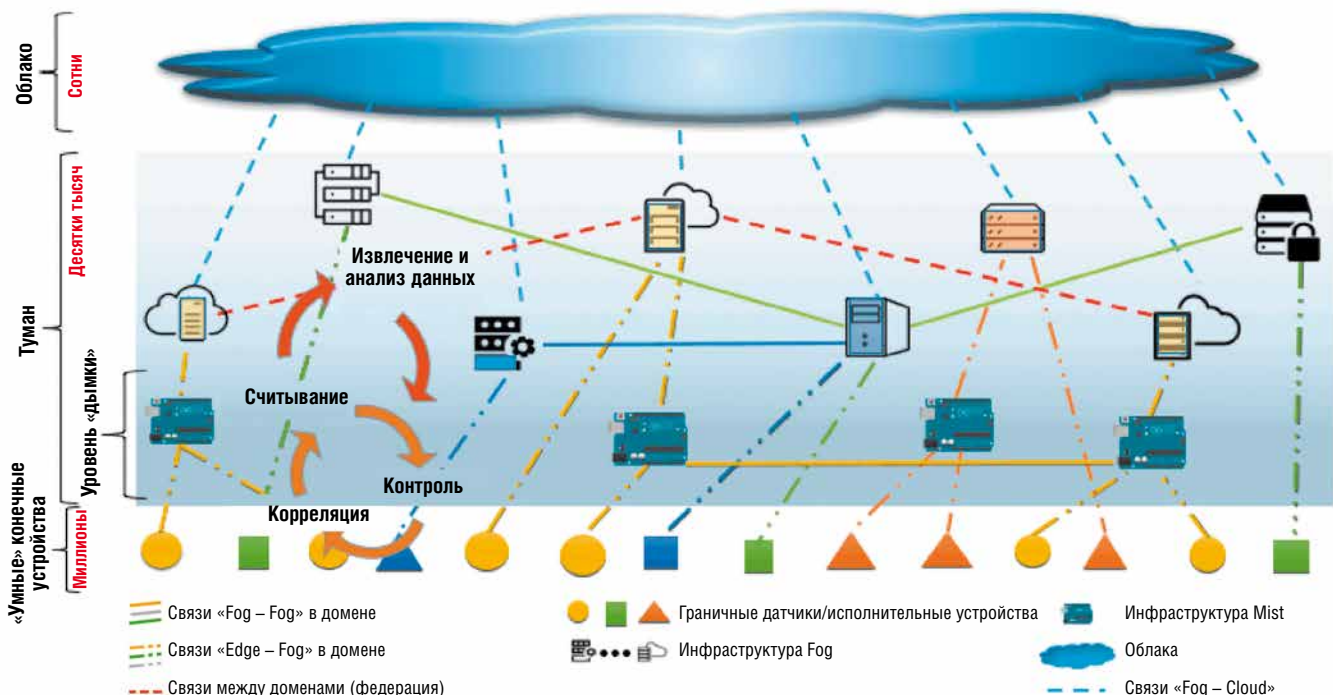 Облако
Сотни
Туман
Десятки тысяч
Уровень «дымки»
«Умные» конечные
устройства
Миллионы
Извлечение и
анализ данных
Считывание
Контроль
Корреляция
Связи «Fog – Fog» в домене
Граничные датчики/исполнительные устройства
Инфраструктура Mist
Связи «Edge – Fog» в домене
Инфраструктура Fog
Облака
Связи между доменами (федерация)
Связи «Fog – Cloud»